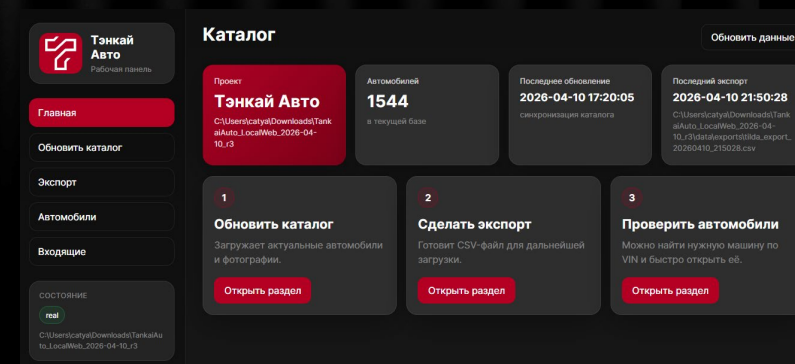 Тэнкай
Авто
Рабочая панель
Главная
Обновить каталог
Экспорт
Автомобили
Входящие
СОСТОЯНИЕ
real
C:\Users\catya\Downloads\TankaiAu
to_LocalWeb_2026-04-10_r3
Каталог
Обновить данные
Проект
Тэнкай Авто
C:\Users\catya\Downloads\Tank
aiAuto_LocalWeb_2026-04-
10_r3
Автомобилей
1544
в текущей базе
Последнее обновление
2026-04-10 17:20:05
синхронизация каталога
Последний экспорт
2026-04-10 21:50:28
C:\Users\catya\Downloads\Tank
aiAuto_LocalWeb_2026-04-
10_r3\data\exports\tilda_export_
20260410_215028.csv
1
Обновить каталог
Загружает актуальные автомобили
и фотографии.
Открыть раздел
2
Сделать экспорт
Готовит CSV-файл для дальнейшей
загрузки.
Открыть раздел
3
Проверить автомобили
Можно найти нужную машину по
VIN и быстро открыть её.
Открыть раздел